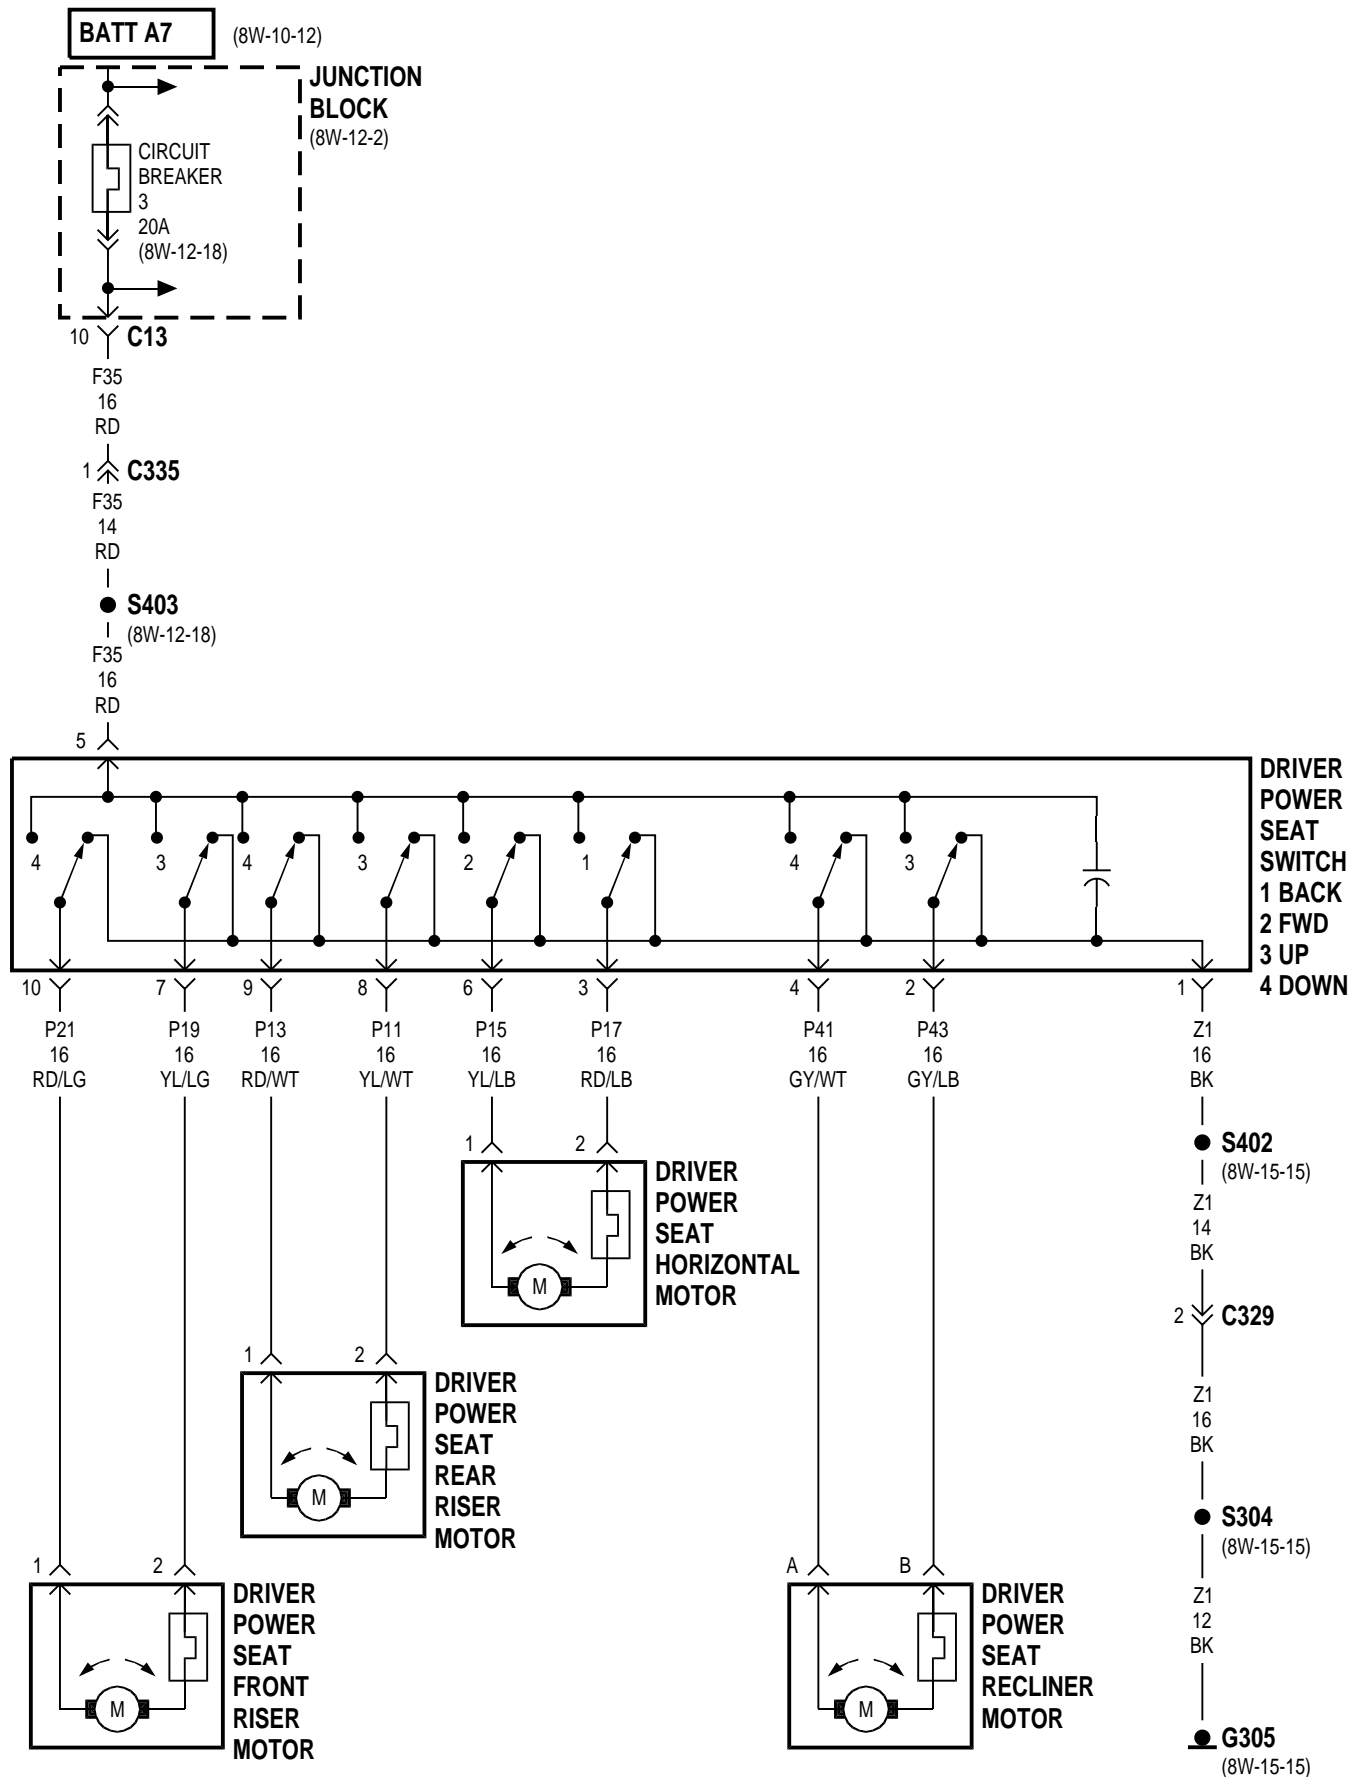 BATT A7
(8W-10-12)
JUNCTION
BLOCK
(8W-12-2)
CIRCUIT
BREAKER
3
20A
(8W-12-18)
10
C13
F35
16
RD
1
C335
F35
14
RD
S403
(8W-12-18)
F35
16
RD
5
DRIVER
POWER
SEAT
SWITCH
1 BACK
2 FWD
3 UP
4 DOWN
4 3 4 3 2 1 4 3
10 7 9 8 6 3 4 2 1
P21 P19 P13 P11 P15 P17 P41 P43 Z1
16 16 16 16 16 16 16 16 16
RD/LG YL/LG RD/WT YL/WT YL/LB RD/LB GY/WT GY/LB BK
S402
(8W-15-15)
Z1
14
BK
2
C329
Z1
16
BK
S304
(8W-15-15)
Z1
12
BK
G305
(8W-15-15)
1 2
DRIVER
POWER
SEAT
HORIZONTAL
MOTOR
M
1 2
DRIVER
POWER
SEAT
REAR
RISER
MOTOR
M
1 2
DRIVER
POWER
SEAT
FRONT
RISER
MOTOR
M
A B
DRIVER
POWER
SEAT
RECLINER
MOTOR
M